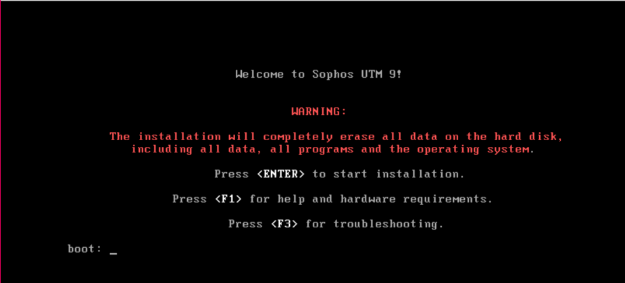 Welcome to Sophos UTM 9!
WARNING:
The installation will completely erase all data on the hard disk,
including all data, all programs and the operating system.
Press <ENTER> to start installation.
Press <F1> for help and hardware requirements.
Press <F3> for troubleshooting.
boot: _